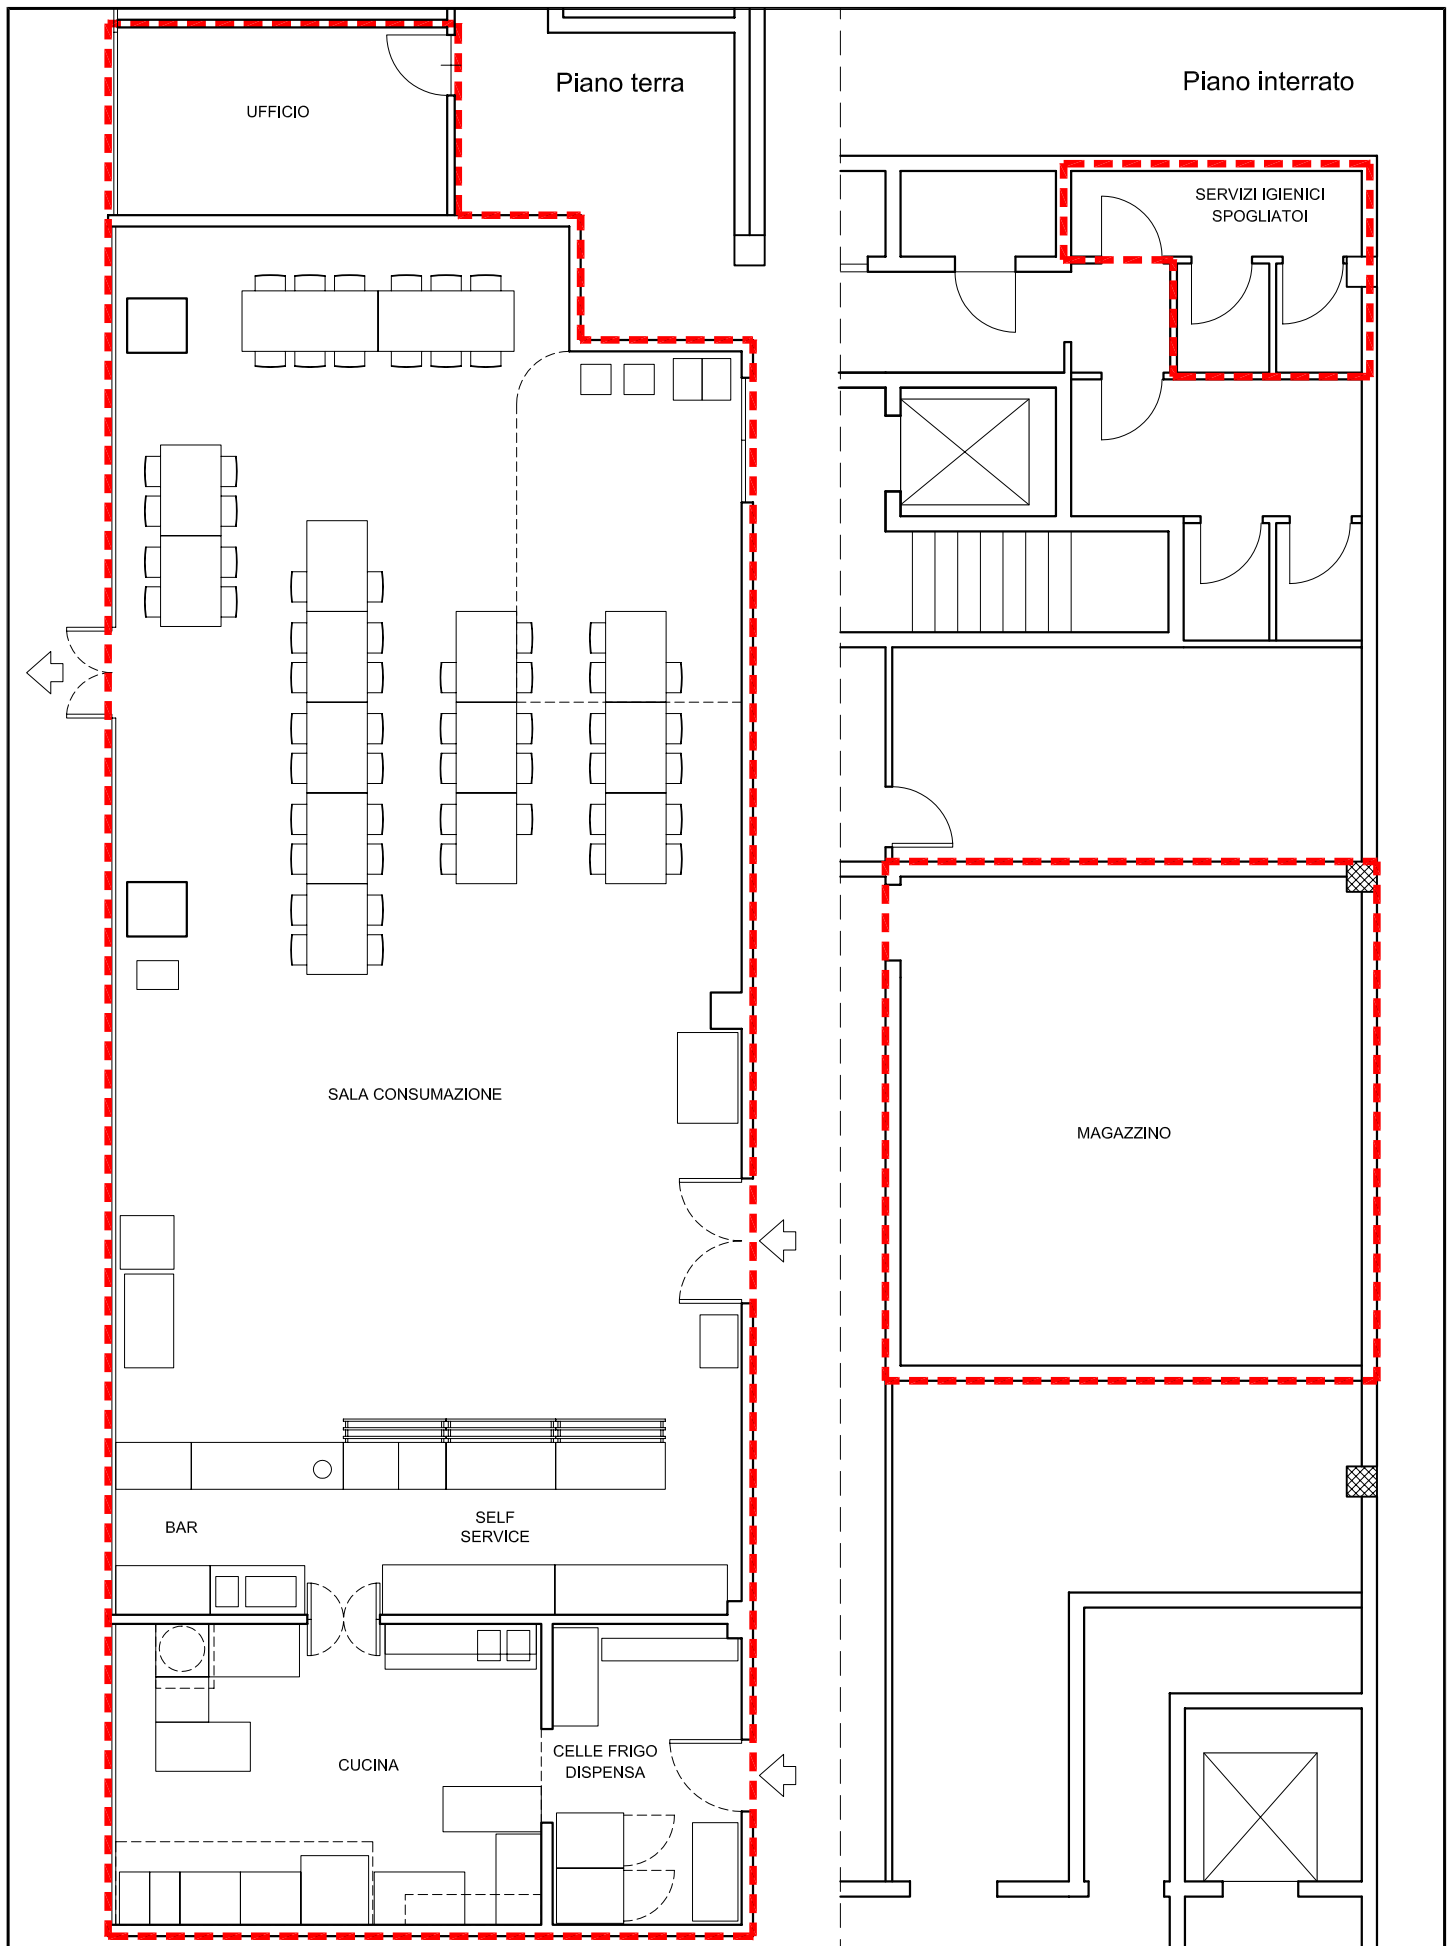 Piano terra
Piano interrato
UFFICIO
SERVIZI IGIENICI
SPOGLIATOI
SALA CONSUMAZIONE
MAGAZZINO
BAR
SELF
SERVICE
CUCINA
CELLE FRIGO
DISPENSA